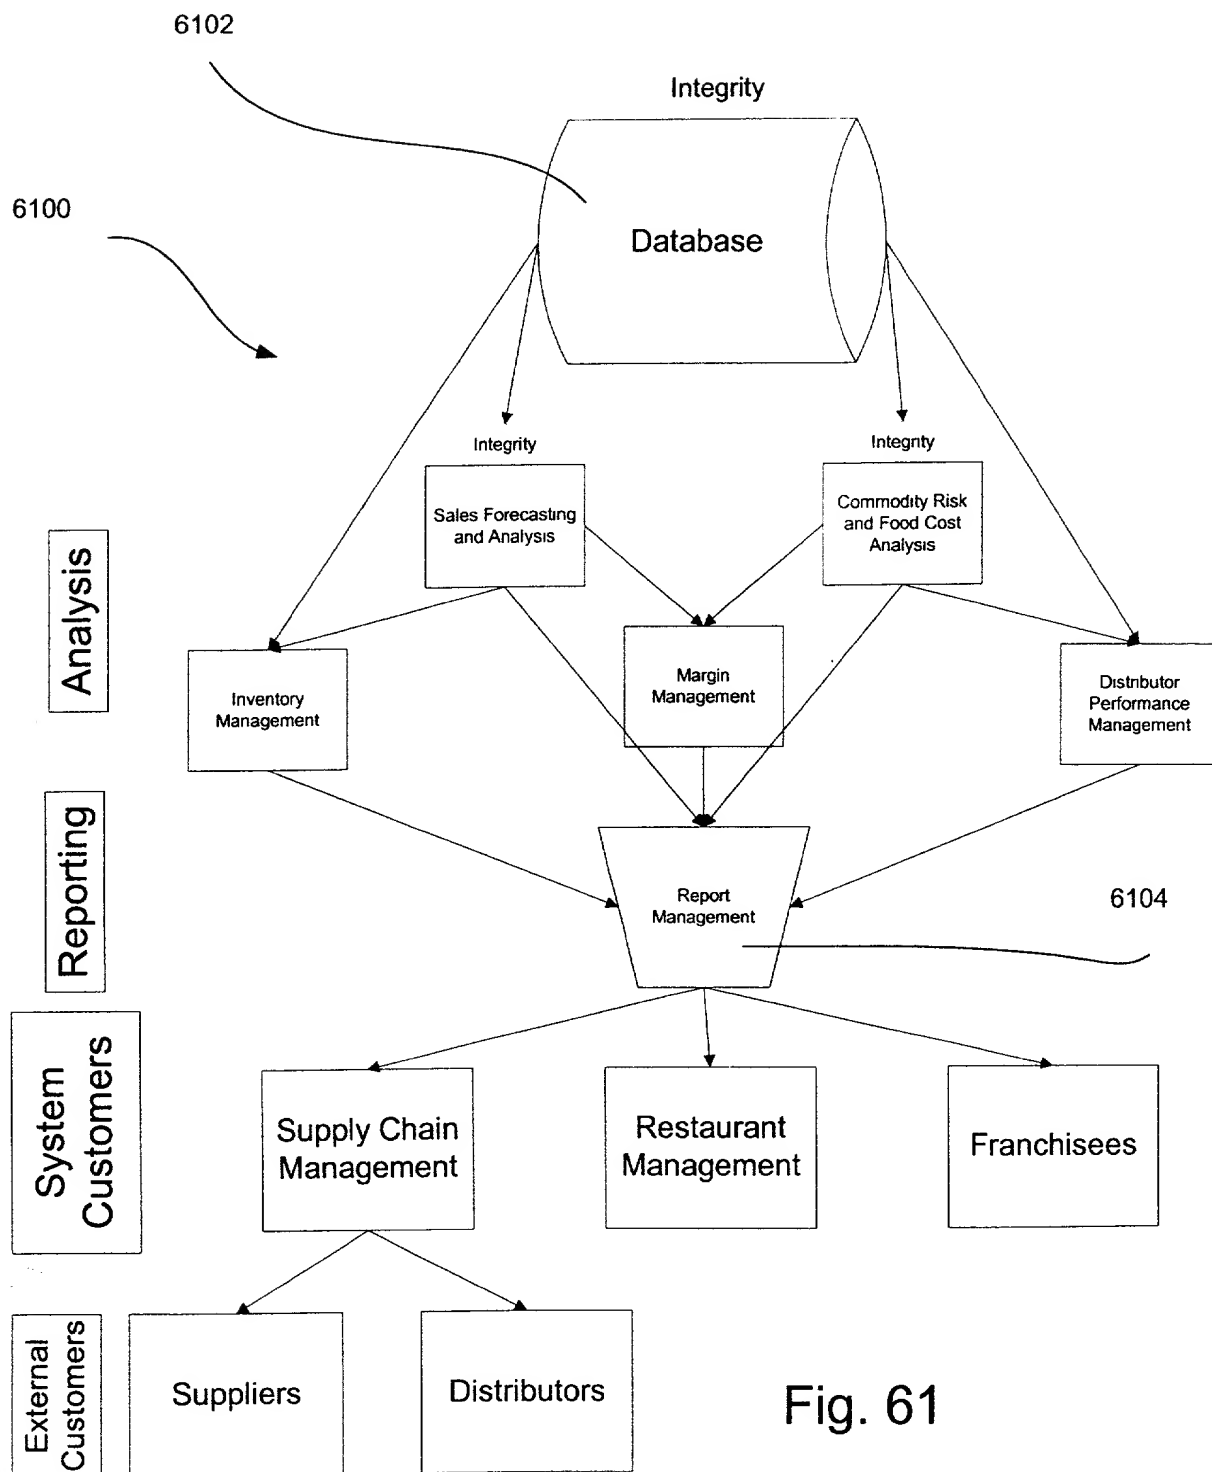 6102
Integrity
6100
Database
Integrity
Integrity
Sales Forecasting
and Analysis
Commodity Risk
and Food Cost
Analysis
Analysis
Inventory
Management
Margin
Management
Distributor
Performance
Management
Reporting
Report
Management
6104
System
Customers
Supply Chain
Management
Restaurant
Management
Franchisees
External
Customers
Suppliers
Distributors
Fig. 61